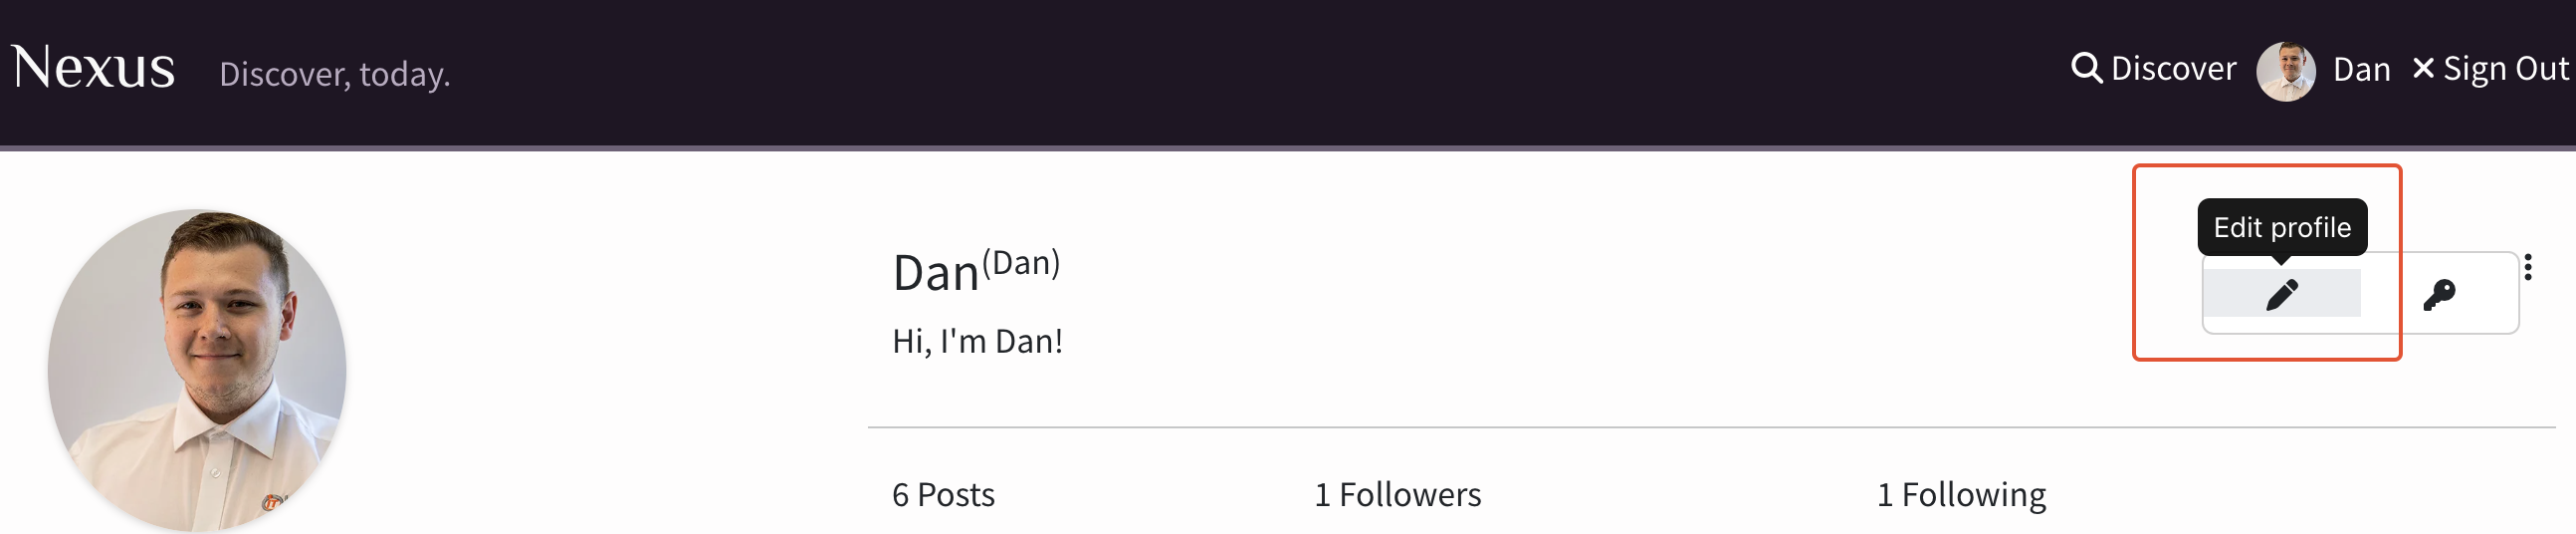 Nexus Discover, today. Discover Dan Sign Out
Edit profile
Dan(Dan)
Hi, I'm Dan!
6 Posts 1 Followers 1 Following